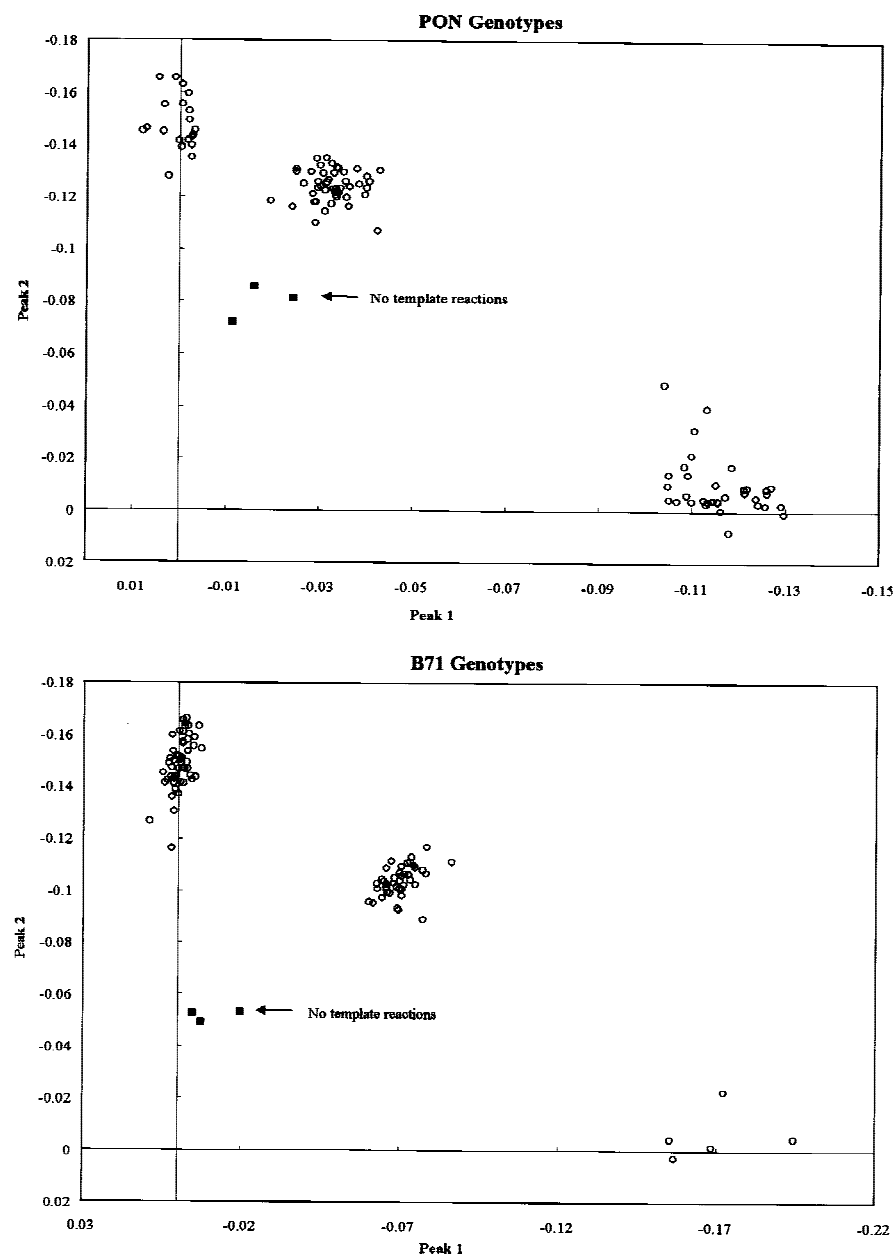 PON Genotypes
-0.18
-0.16
-0.14
-0.12
-0.1
-0.08
-0.06
-0.04
-0.02
0
0.02
Peak 2
No template reactions
0.01 -0.01 -0.03 -0.05 -0.07 -0.09 -0.11 -0.13 -0.15
Peak 1
B71 Genotypes
-0.18
-0.16
-0.14
-0.12
-0.1
-0.08
-0.06
-0.04
-0.02
0
0.02
Peak 2
No template reactions
0.03 -0.02 -0.07 -0.12 -0.17 -0.22
Peak 1